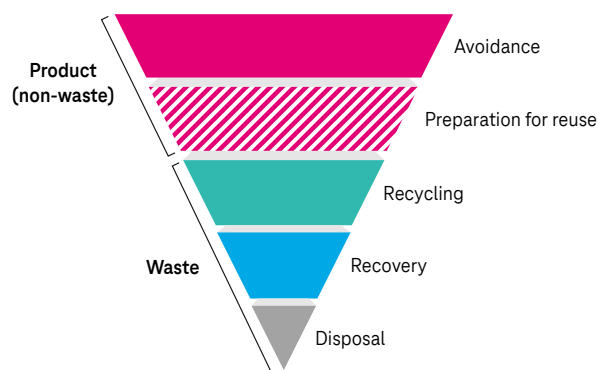 Avoidance
Product
(non-waste)
Preparation for reuse
Recycling
Waste
Recovery
Disposal